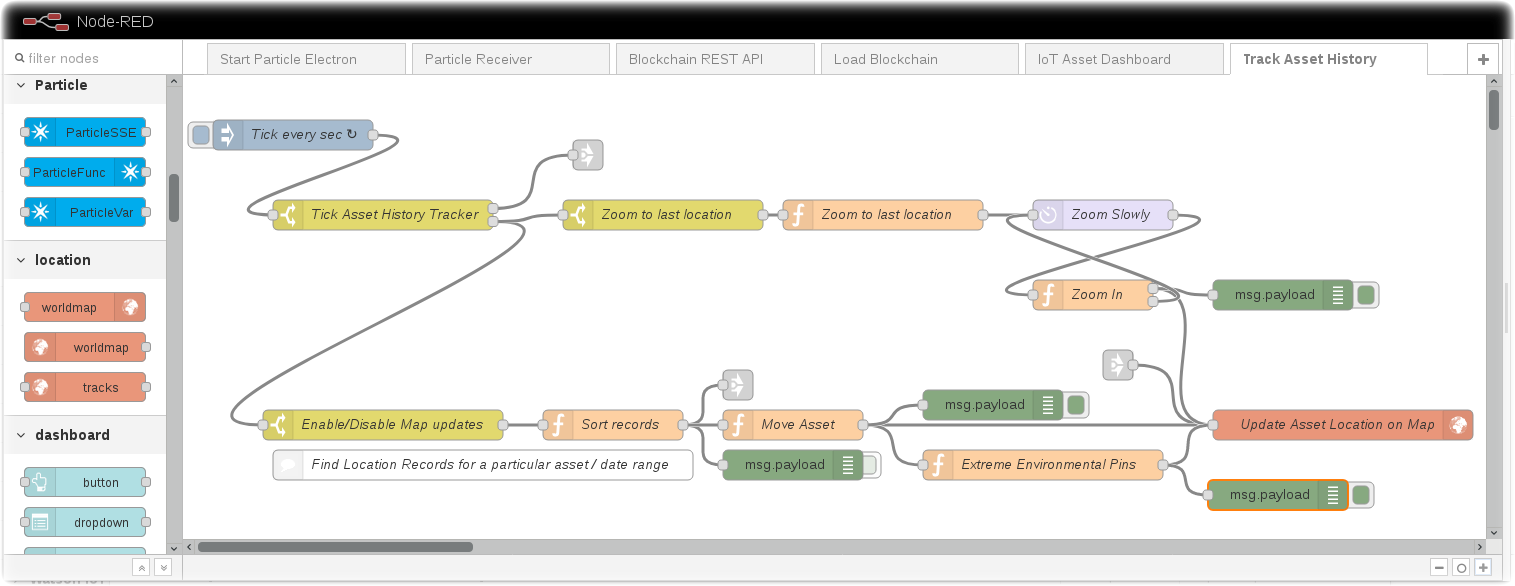 Node-RED
filter nodes
Start Particle Electron
Particle Receiver
Blockchain REST API
Load Blockchain
IoT Asset Dashboard
Track Asset History
Particle
ParticleSSE
ParticleFunc
ParticleVar
location
worldmap
worldmap
tracks
dashboard
button
dropdown
Tick every sec ↻
Tick Asset History Tracker
Zoom to last location
Zoom to last location
Zoom Slowly
Zoom In
msg.payload
msg.payload
Enable/Disable Map updates
Sort records
Move Asset
Update Asset Location on Map
Find Location Records for a particular asset / date range
msg.payload
Extreme Environmental Pins
msg.payload